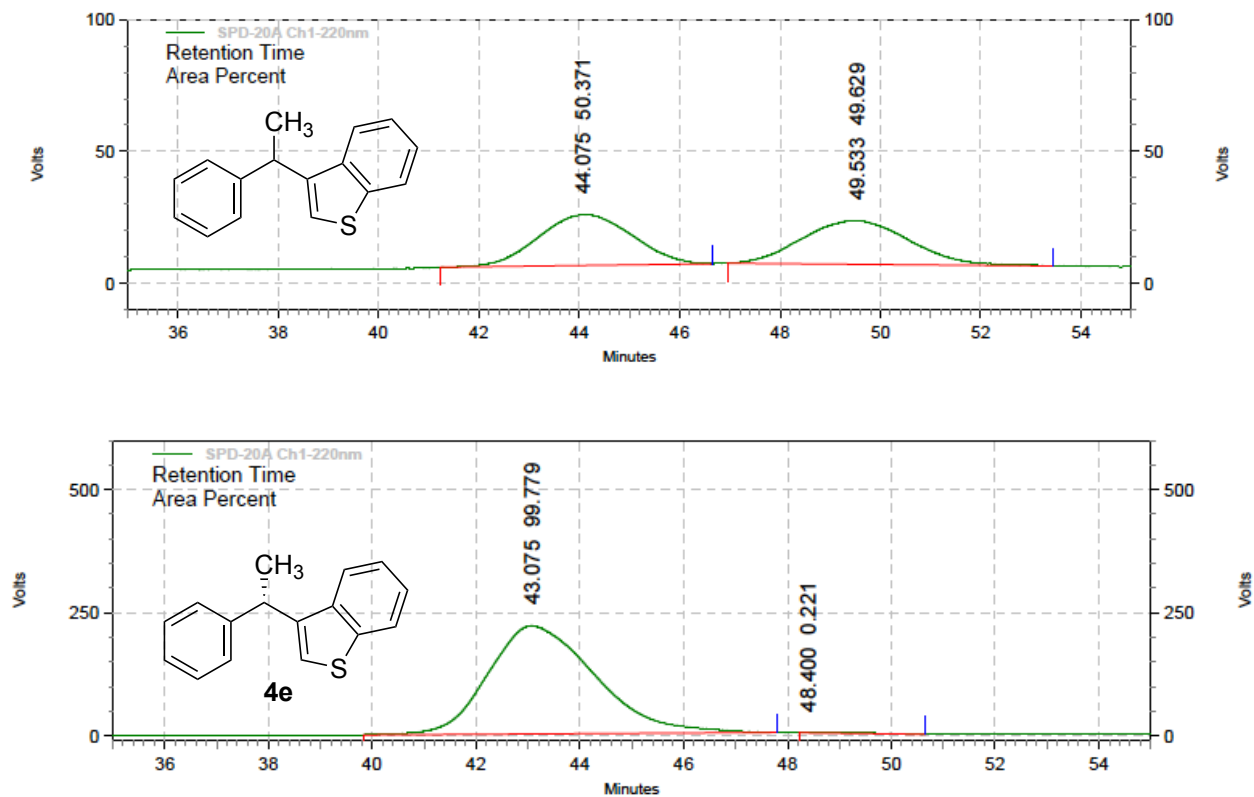 SPD-20A Ch1-220nm
Retention Time
Area Percent
100
50
0
Volts
100
50
0
Volts
44.075 50.371
49.533 49.629
CH3
S
36 38 40 42 44 46 48 50 52 54
Minutes
SPD-20A Ch1-220nm
Retention Time
Area Percent
500
250
0
Volts
500
250
0
Volts
43.075 99.779
48.400 0.221
CH3
S
4e
36 38 40 42 44 46 48 50 52 54
Minutes